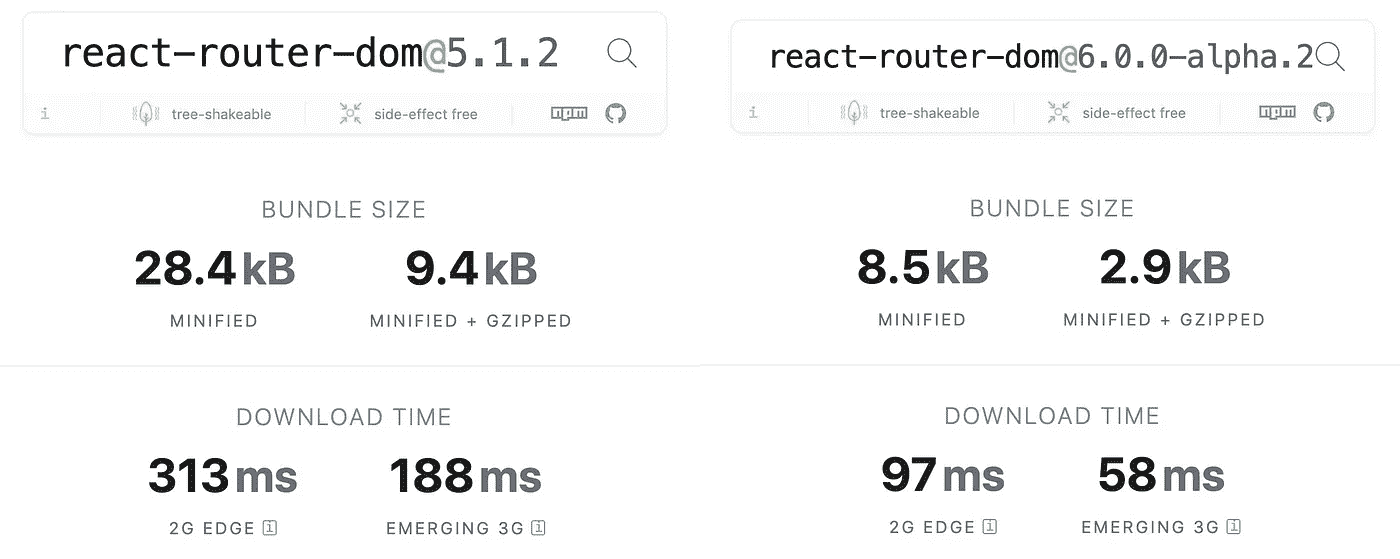 react-router-dom@5.1.2
i tree-shakeable side-effect free npm
BUNDLE SIZE
28.4 kB 9.4 kB
MINIFIED MINIFIED + GZIPPED
DOWNLOAD TIME
313 ms 188 ms
2G EDGE i EMERGING 3G i
react-router-dom@6.0.0-alpha.2
i tree-shakeable side-effect free npm
BUNDLE SIZE
8.5 kB 2.9 kB
MINIFIED MINIFIED + GZIPPED
DOWNLOAD TIME
97 ms 58 ms
2G EDGE i EMERGING 3G i